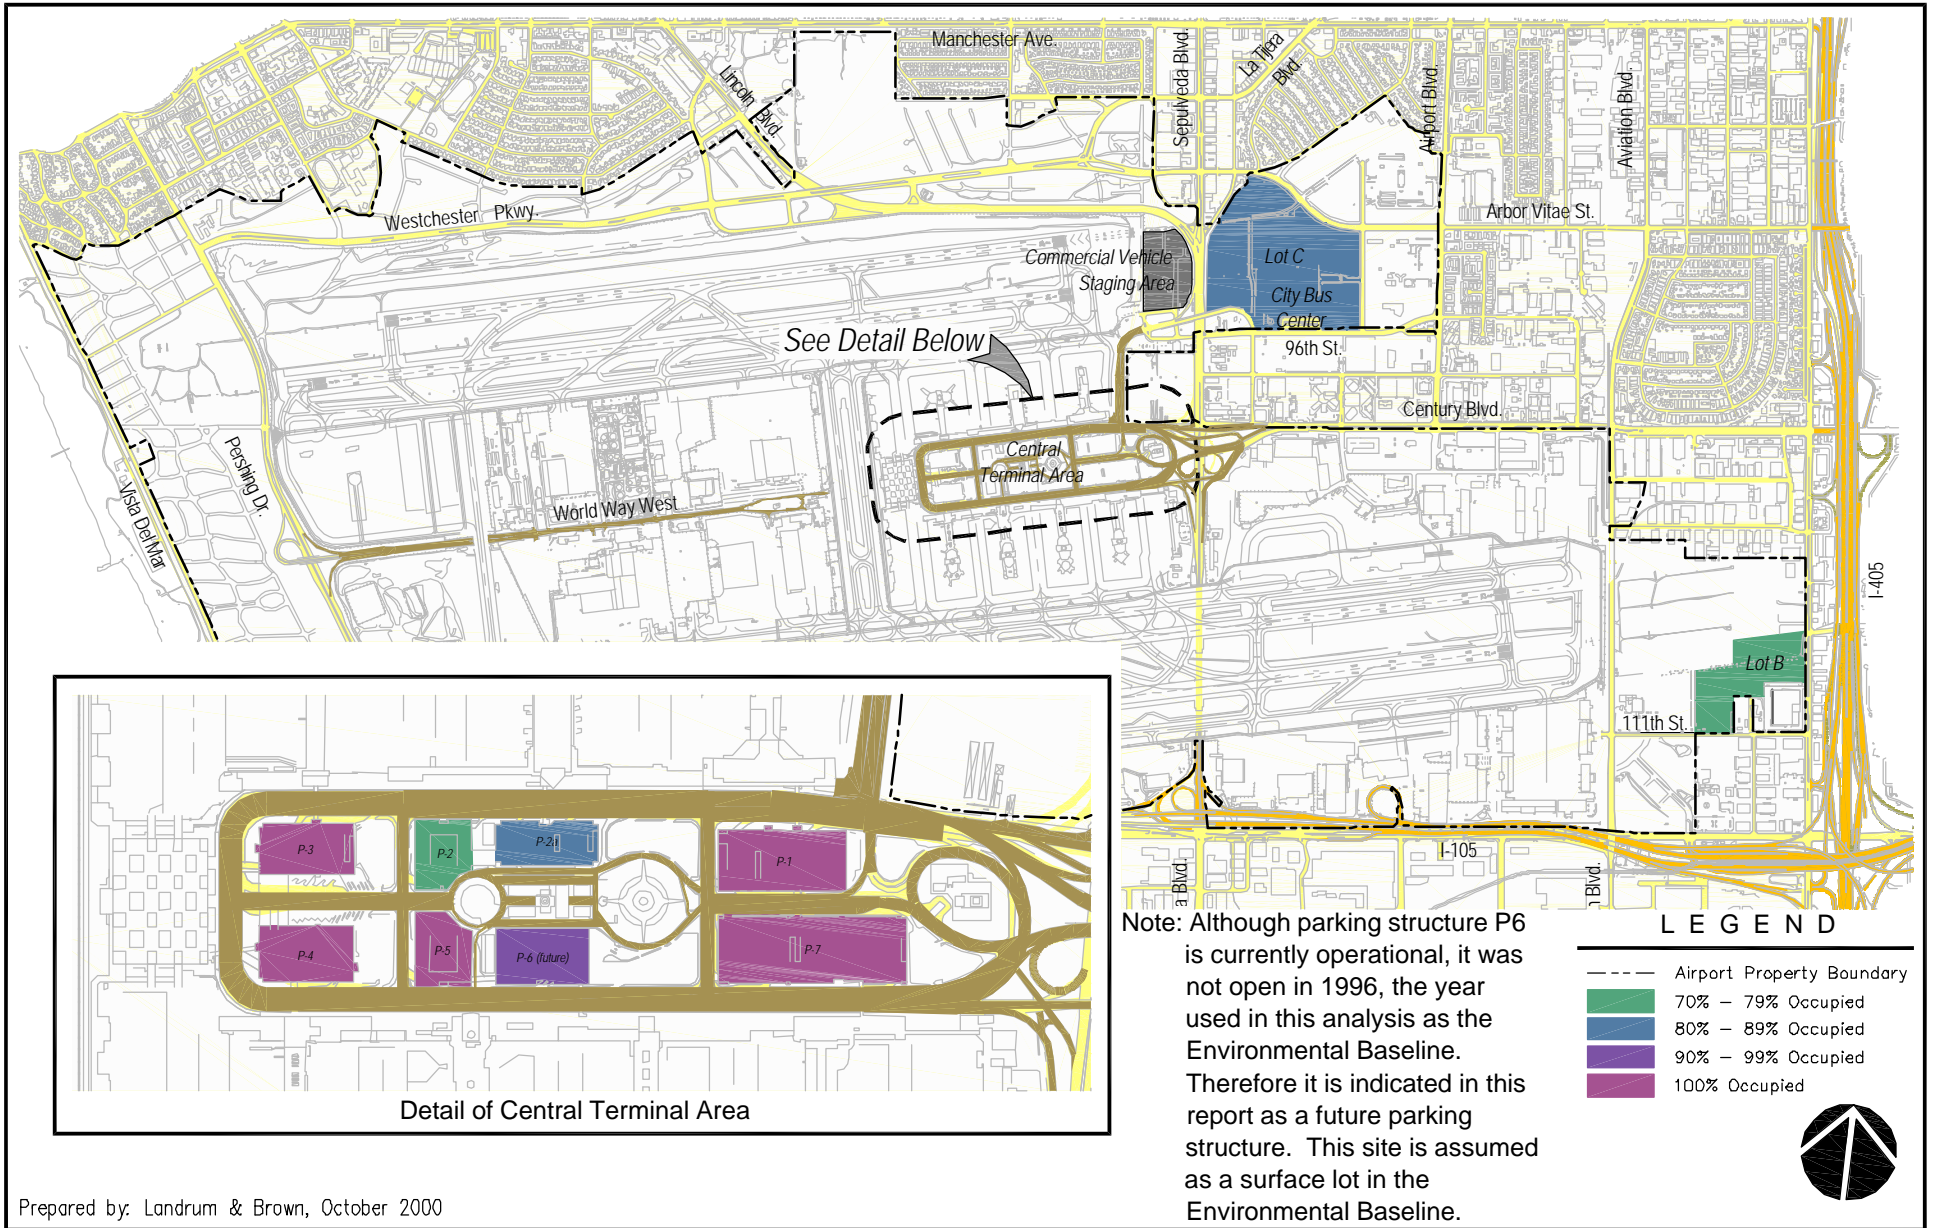 Manchester Ave.
Sepulveda Blvd.
La Tijera
Blvd.
Airport Blvd.
Aviation Blvd.
Lincoln Blvd.
Westchester Pkwy.
Arbor Vitae St.
Commercial Vehicle
Staging Area
Lot C
City Bus
Center
See Detail Below
96th St.
Century Blvd.
Central
Terminal Area
Pershing Dr.
Vista Del Mar
World Way West
I-405
Lot B
111th St.
I-105
a Blvd.
n Blvd.
P-3
P-2
P-2a
P-1
P-4
P-5
P-6 (future)
P-7
Detail of Central Terminal Area
Note: Although parking structure P6
is currently operational, it was
not open in 1996, the year
used in this analysis as the
Environmental Baseline.
Therefore it is indicated in this
report as a future parking
structure. This site is assumed
as a surface lot in the
Environmental Baseline.
LEGEND
Airport Property Boundary
70% – 79% Occupied
80% – 89% Occupied
90% – 99% Occupied
100% Occupied
Prepared by: Landrum & Brown, October 2000